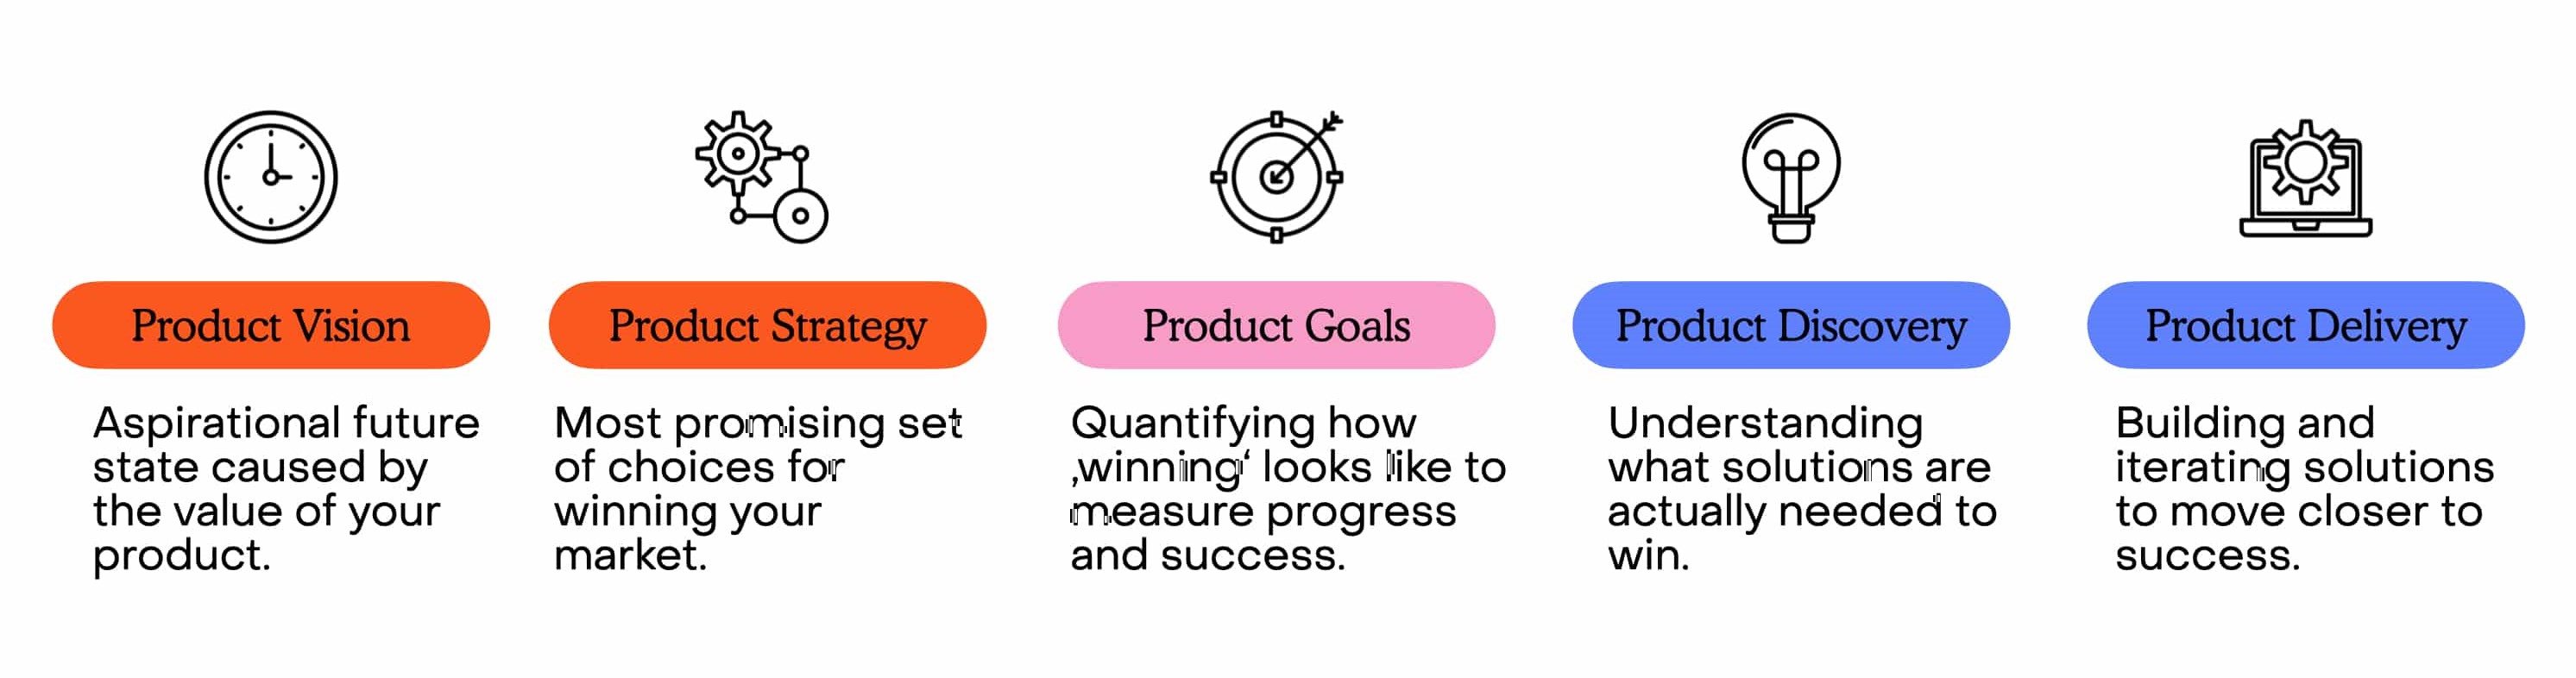 Product Vision
Aspirational future
state caused by
the value of your
product.
Product Strategy
Most promising set
of choices for
winning your
market.
Product Goals
Quantifying how
‚winning‘ looks like to
measure progress
and success.
Product Discovery
Understanding
what solutions are
actually needed to
win.
Product Delivery
Building and
iterating solutions
to move closer to
success.